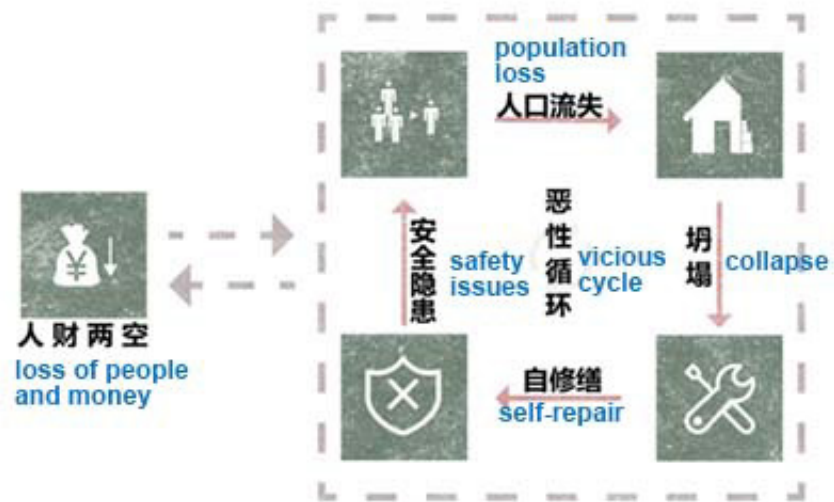 population
loss
人口流失
恶性循环
vicious
cycle
坍塌
collapse
安全隐患
safety
issues
自修缮
self-repair
¥
人财两空
loss of people
and money